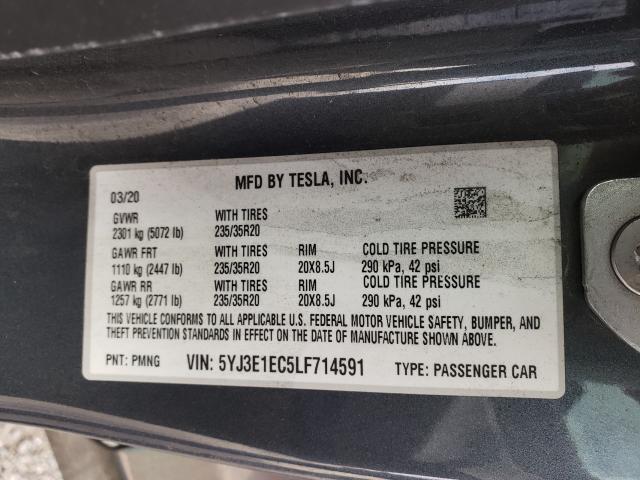 MFD BY TESLA, INC.
03/20
GVWR WITH TIRES
2301 kg (5072 lb) 235/35R20
GAWR FRT WITH TIRES RIM COLD TIRE PRESSURE
1110 kg (2447 lb) 235/35R20 20X8.5J 290 kPa, 42 psi
GAWR RR WITH TIRES RIM COLD TIRE PRESSURE
1257 kg (2771 lb) 235/35R20 20X8.5J 290 kPa, 42 psi
THIS VEHICLE CONFORMS TO ALL APPLICABLE U.S. FEDERAL MOTOR VEHICLE SAFETY, BUMPER, AND
THEFT PREVENTION STANDARDS IN EFFECT ON THE DATE OF MANUFACTURE SHOWN ABOVE.
PNT: PMNG VIN: 5YJ3E1EC5LF714591 TYPE: PASSENGER CAR